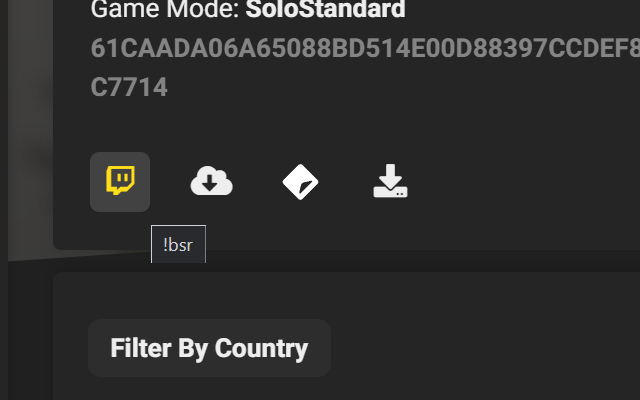 Game Mode: SoloStandard
61CAADA06A65088BD514E00D88397CCDEF8
C7714
!bsr
Filter By Country